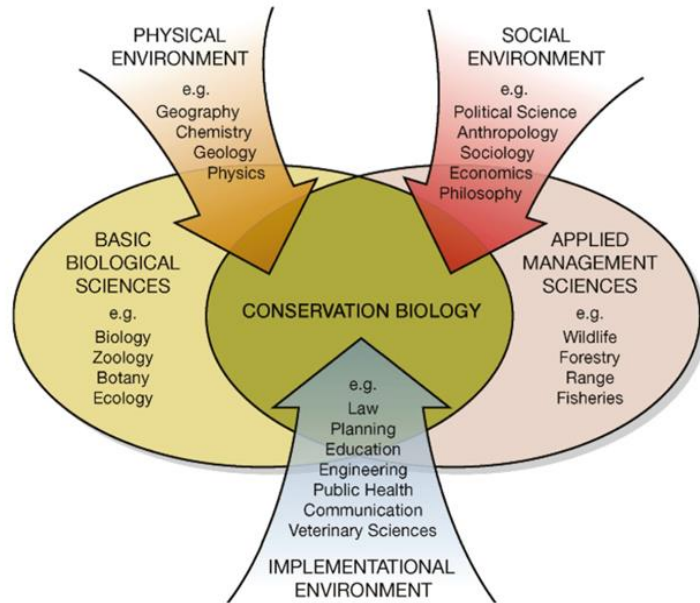 PHYSICAL
ENVIRONMENT
e.g.
Geography
Chemistry
Geology
Physics
SOCIAL
ENVIRONMENT
e.g.
Political Science
Anthropology
Sociology
Economics
Philosophy
BASIC
BIOLOGICAL
SCIENCES
e.g.
Biology
Zoology
Botany
Ecology
CONSERVATION BIOLOGY
APPLIED
MANAGEMENT
SCIENCES
e.g.
Wildlife
Forestry
Range
Fisheries
e.g.
Law
Planning
Education
Engineering
Public Health
Communication
Veterinary Sciences
IMPLEMENTATIONAL
ENVIRONMENT